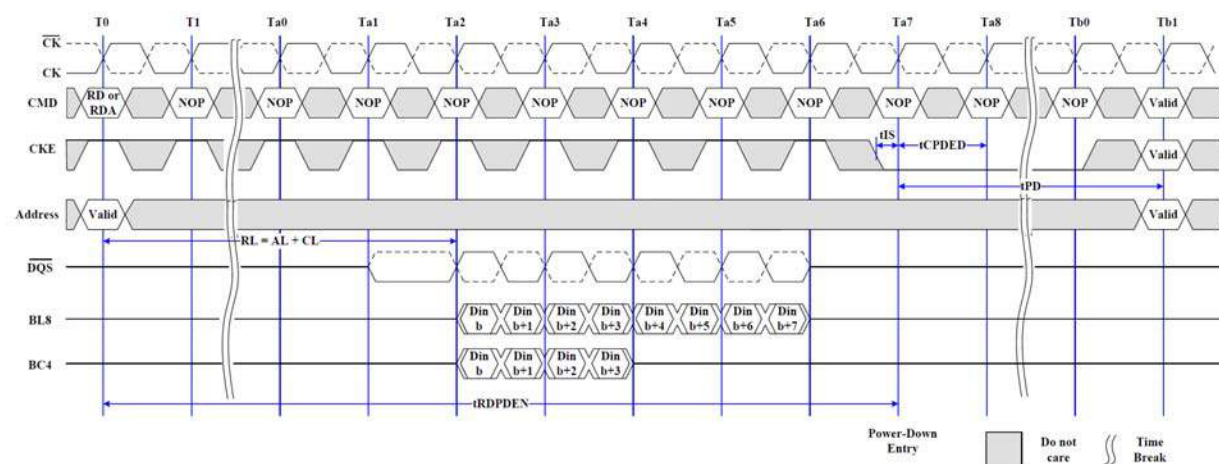 T0 T1 Ta0 Ta1 Ta2 Ta3 Ta4 Ta5 Ta6 Ta7 Ta8 Tb0 Tb1
CK
CK
CMD RD or RDA NOP NOP NOP NOP NOP NOP NOP NOP NOP NOP NOP Valid
tIS
CKE tCPDED Valid
tPD
Address Valid Valid
RL = AL + CL
DQS
BL8 Din b Din b+1 Din b+2 Din b+3 Din b+4 Din b+5 Din b+6 Din b+7
BC4 Din b Din b+1 Din b+2 Din b+3
tRDPDEN
Power-Down Entry
Do not care
Time Break